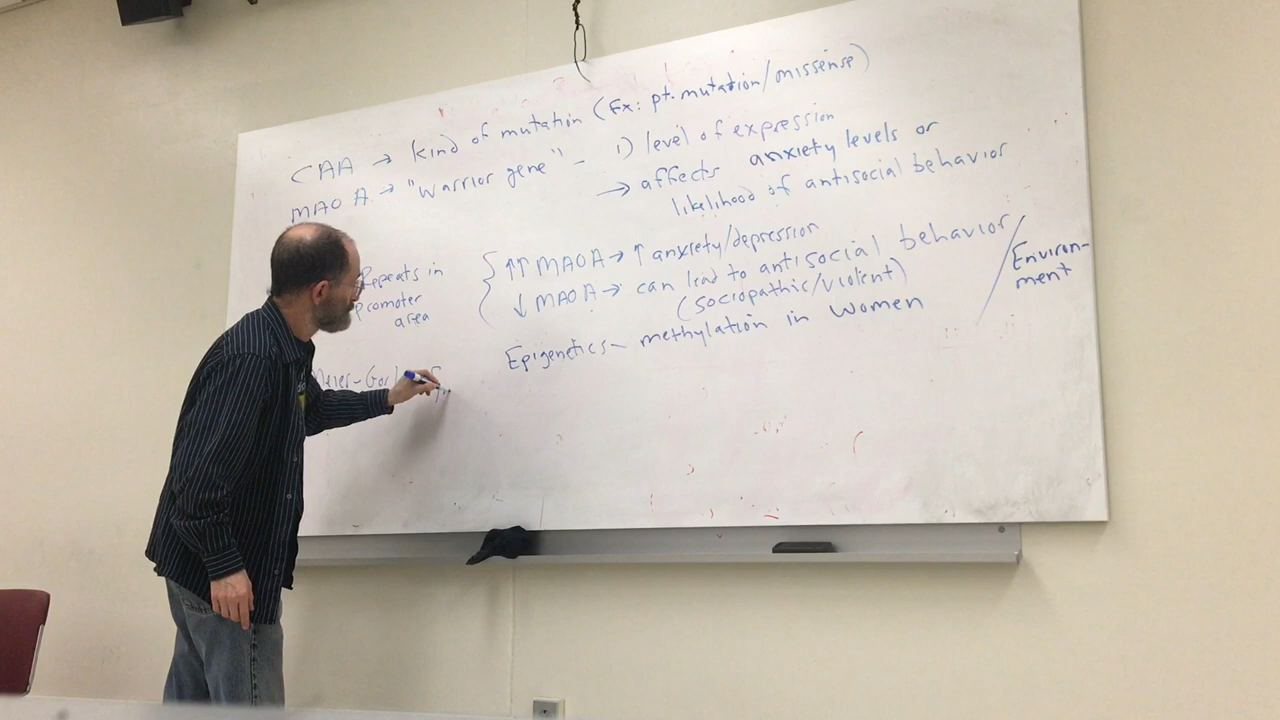 CAA → kind of mutation (Ex: pt. mutation/missense)
MAO A → "Warrior gene" - 1) level of expression
→ affects anxiety levels or
likelihood of antisocial behavior
Repeats in
promoter
area
↑↑ MAOA → ↑ anxiety/depression
↓ MAOA → can lead to antisocial behavior
(sociopathic/violent)
/ Environ-
ment
Epigenetics - methylation in women
Meier-Gor